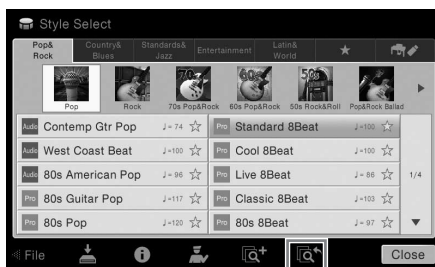 Style Select
Pop& Rock
Country& Blues
Standards& Jazz
Entertainment
Latin& World
Pop
Rock
70s Pop&Rock
60s Pop&Rock
50s Rock&Roll
Pop&Rock Ballad
Audio Contemp Gtr Pop ♩= 74 ☆
Pro Standard 8Beat ♩=100 ☆
Audio West Coast Beat ♩=100 ☆
Pro Cool 8Beat ♩=100 ☆
Audio 80s American Pop ♩= 96 ☆
Pro Live 8Beat ♩= 86 ☆
1/4
Pro 80s Guitar Pop ♩=117 ☆
Pro Classic 8Beat ♩=103 ☆
Pro 80s Pop ♩=120 ☆
Pro 80s 8Beat ♩= 97 ☆
File
Close